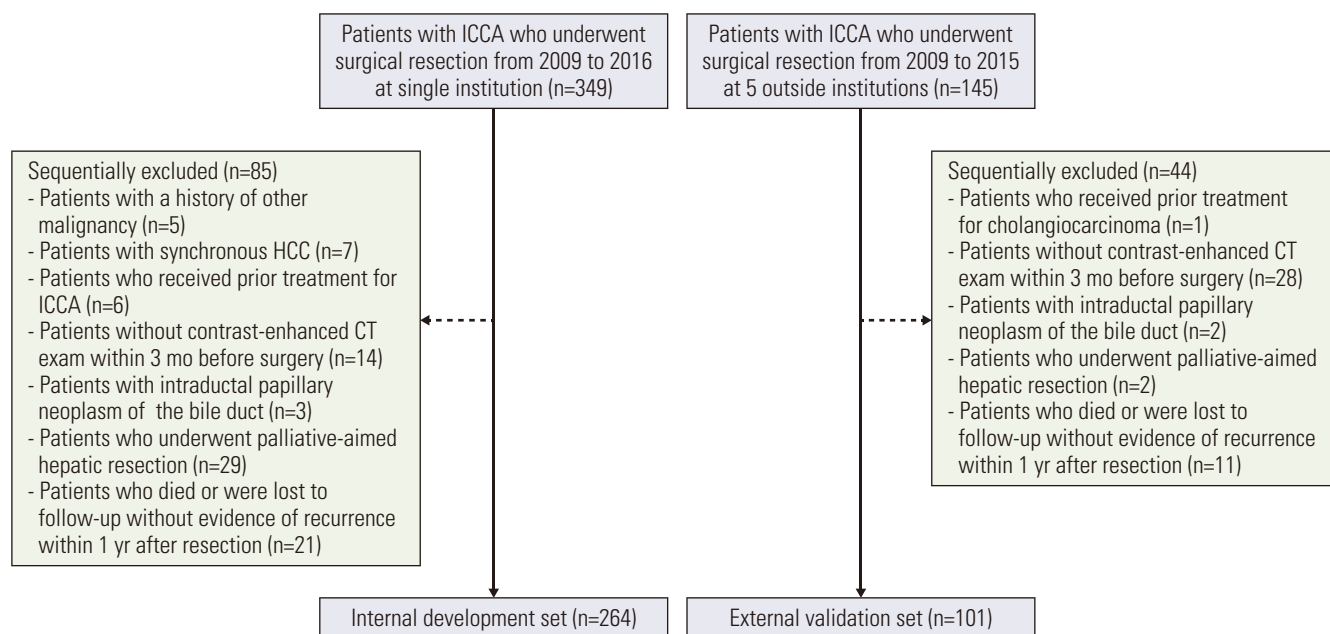 Patients with ICCA who underwent
surgical resection from 2009 to 2016
at single institution (n=349)
Patients with ICCA who underwent
surgical resection from 2009 to 2015
at 5 outside institutions (n=145)
Sequentially excluded (n=85)
- Patients with a history of other
malignancy (n=5)
- Patients with synchronous HCC (n=7)
- Patients who received prior treatment for
ICCA (n=6)
- Patients without contrast-enhanced CT
exam within 3 mo before surgery (n=14)
- Patients with intraductal papillary
neoplasm of the bile duct (n=3)
- Patients who underwent palliative-aimed
hepatic resection (n=29)
- Patients who died or were lost to
follow-up without evidence of recurrence
within 1 yr after resection (n=21)
Sequentially excluded (n=44)
- Patients who received prior treatment
for cholangiocarcinoma (n=1)
- Patients without contrast-enhanced CT
exam within 3 mo before surgery (n=28)
- Patients with intraductal papillary
neoplasm of the bile duct (n=2)
- Patients who underwent palliative-aimed
hepatic resection (n=2)
- Patients who died or were lost to
follow-up without evidence of recurrence
within 1 yr after resection (n=11)
Internal development set (n=264)
External validation set (n=101)